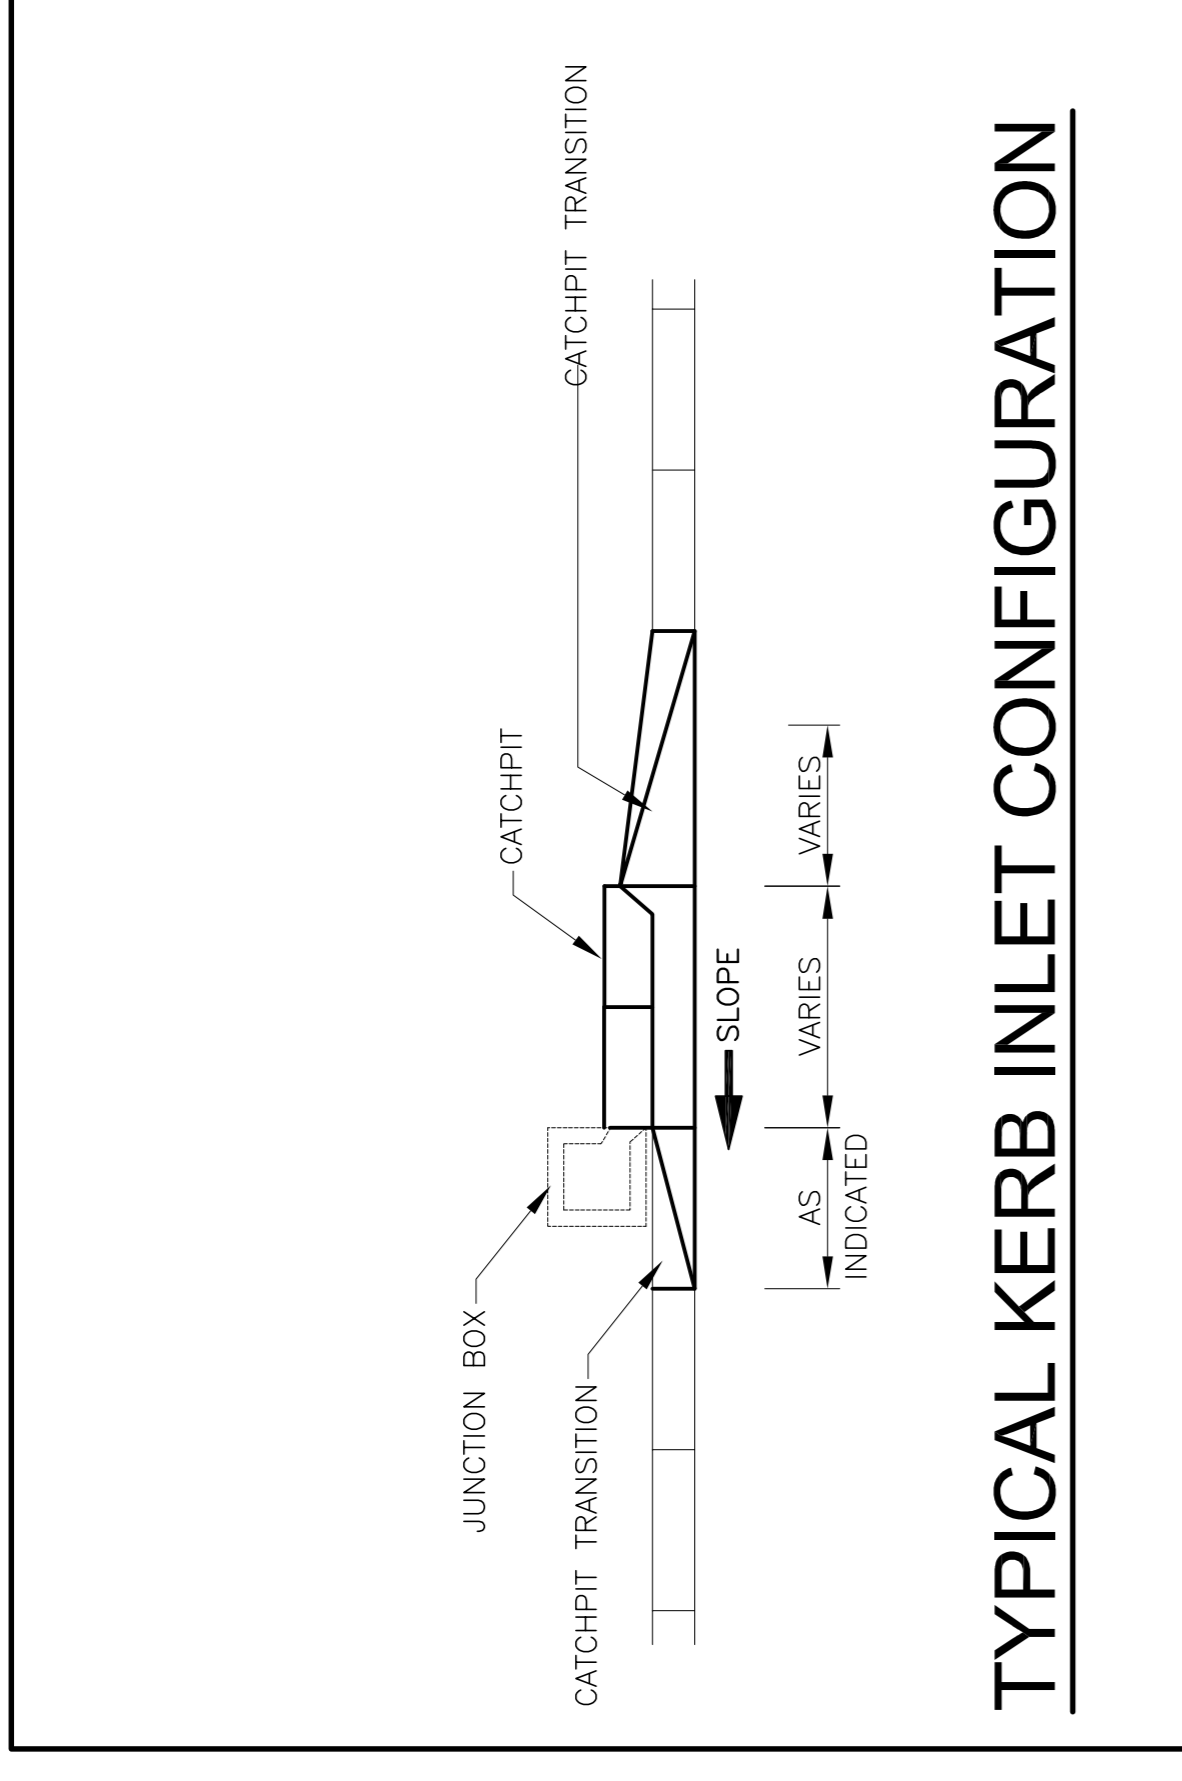 JUNCTION BOX
CATCHPIT TRANSITION
CATCHPIT
CATCHPIT TRANSITION
SLOPE
AS
INDICATED
VARIES
VARIES
TYPICAL KERB INLET CONFIGURATION